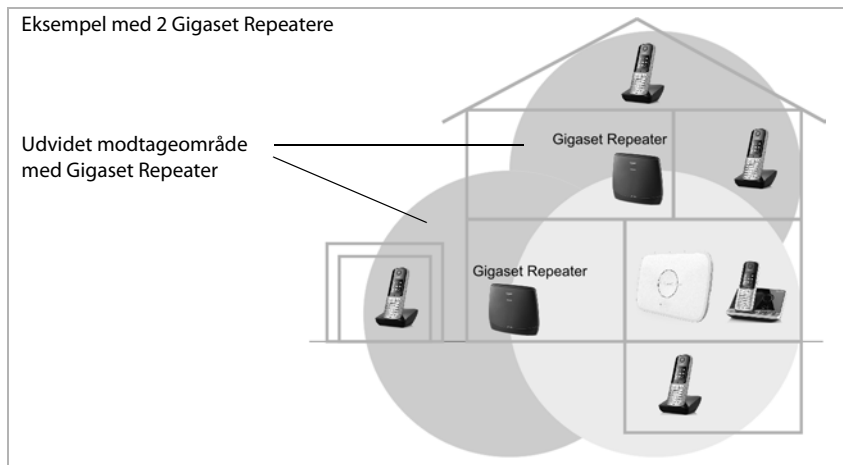 Eksempel med 2 Gigaset Repeatere
Udvidet modtageområde
med Gigaset Repeater
Gigaset Repeater
Gigaset Repeater